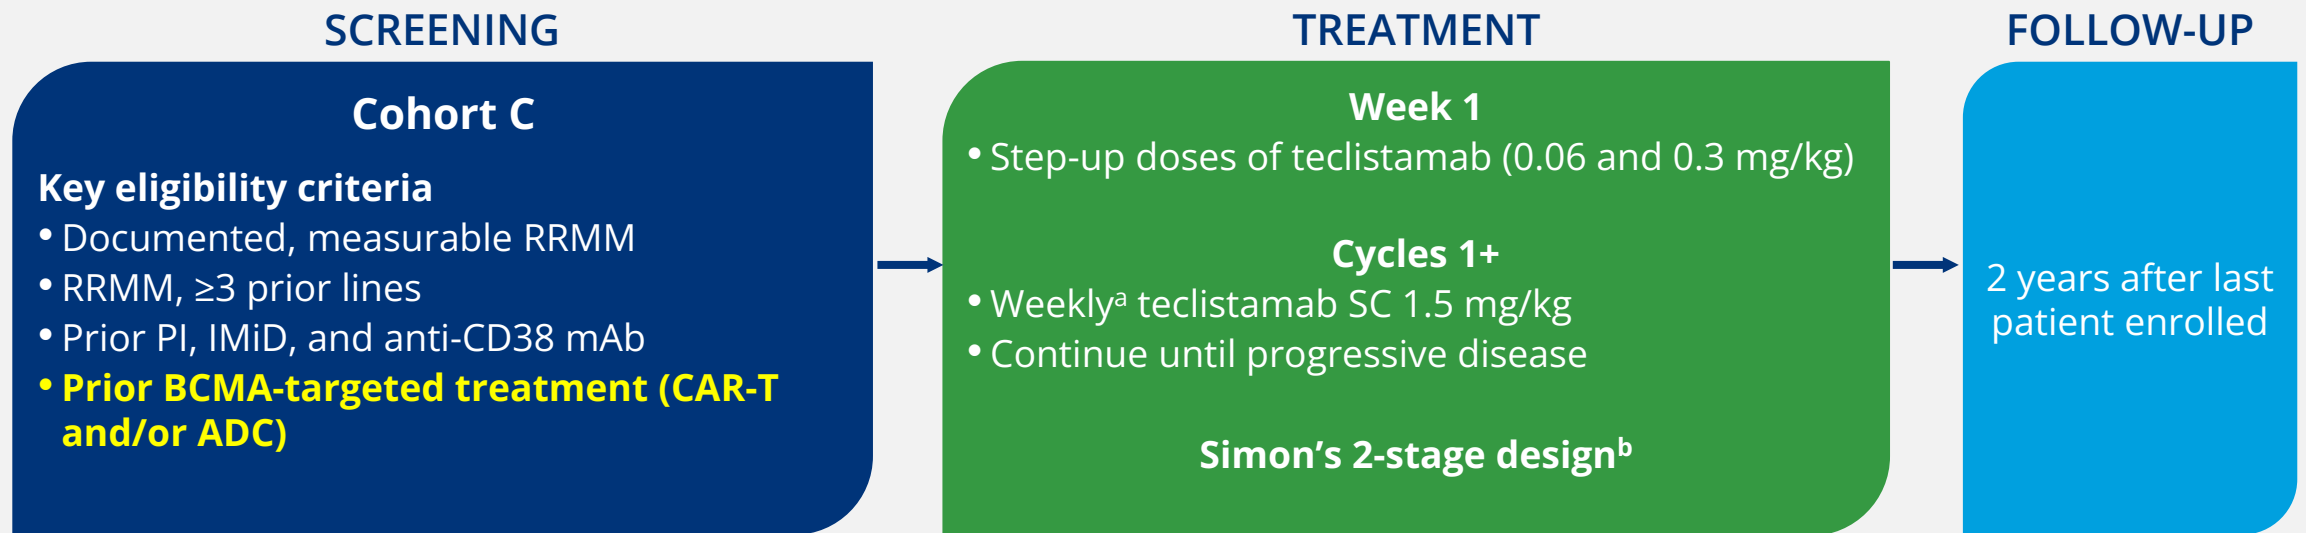 SCREENING
Cohort C
Key eligibility criteria
• Documented, measurable RRMM
• RRMM, ≥3 prior lines
• Prior PI, IMiD, and anti-CD38 mAb
• Prior BCMA-targeted treatment (CAR-T
and/or ADC)
TREATMENT
Week 1
• Step-up doses of teclistamab (0.06 and 0.3 mg/kg)
Cycles 1+
• Weeklyᵃ teclistamab SC 1.5 mg/kg
• Continue until progressive disease
Simon’s 2-stage designᵇ
FOLLOW-UP
2 years after last
patient enrolled